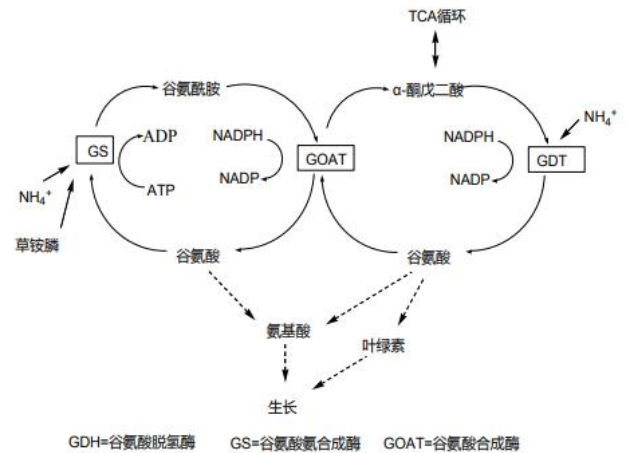 TCA循环
谷氨酰胺
α-酮戊二酸
NH₄⁺
ADP
NADPH
NADPH
GS
GOAT
GDT
ATP
NADP
NADP
NH₄⁺
草铵膦
谷氨酸
谷氨酸
氨基酸
叶绿素
生长
GDH=谷氨酸脱氢酶 GS=谷氨酸氨合成酶 GOAT=谷氨酸合成酶